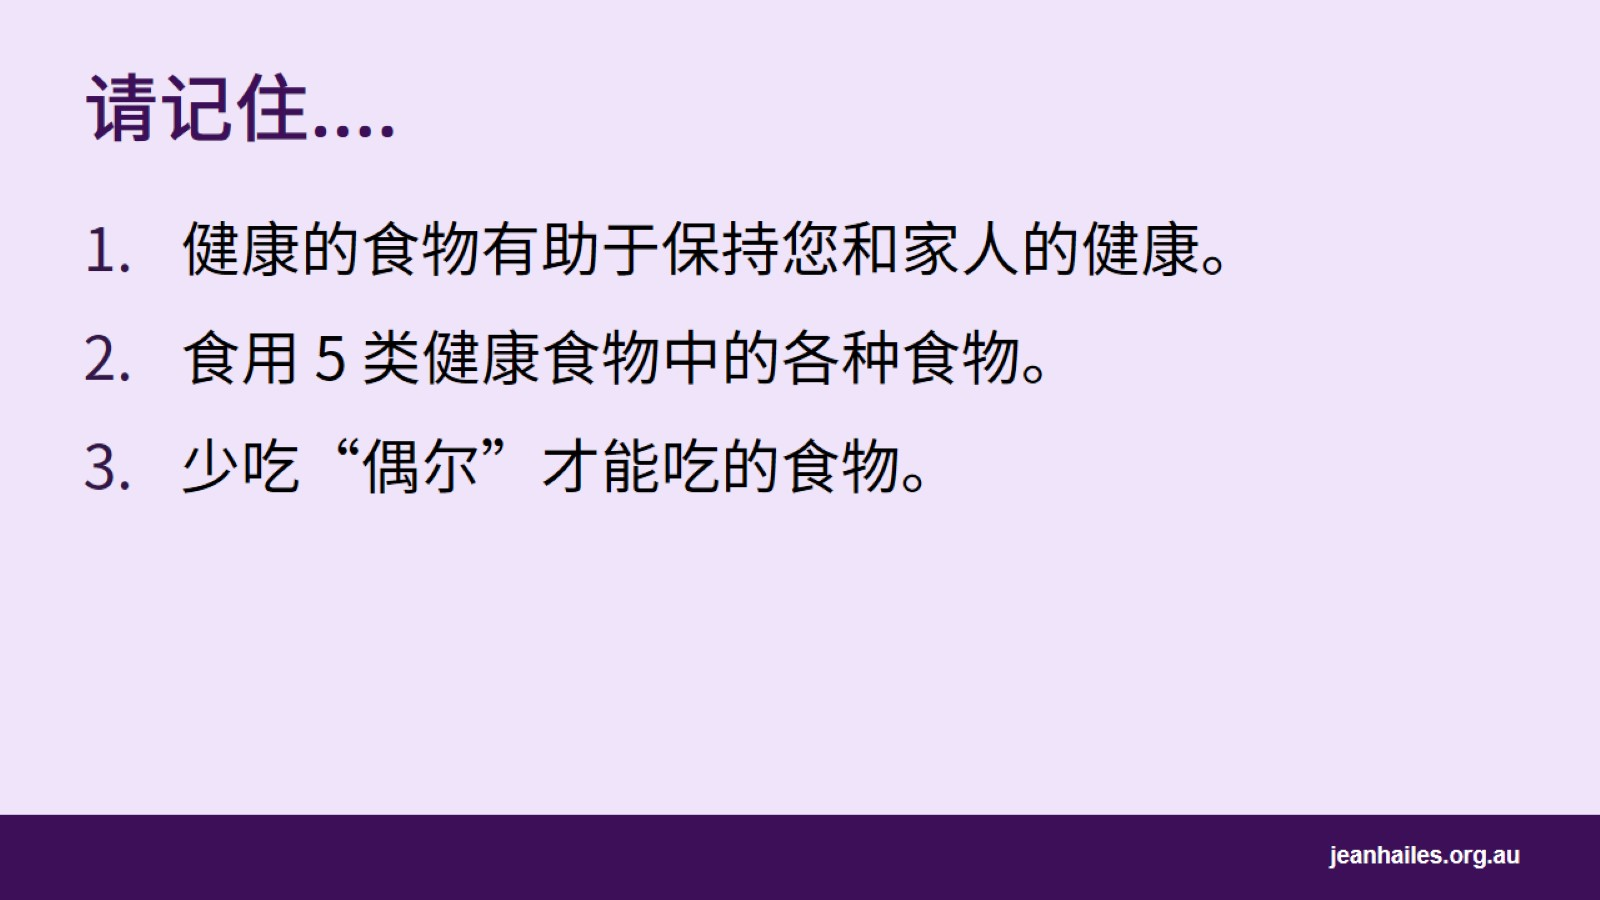 请记住....
1. 健康的食物有助于保持您和家人的健康。
2. 食用 5 类健康食物中的各种食物。
3. 少吃“偶尔”才能吃的食物。
jeanhailes.org.au